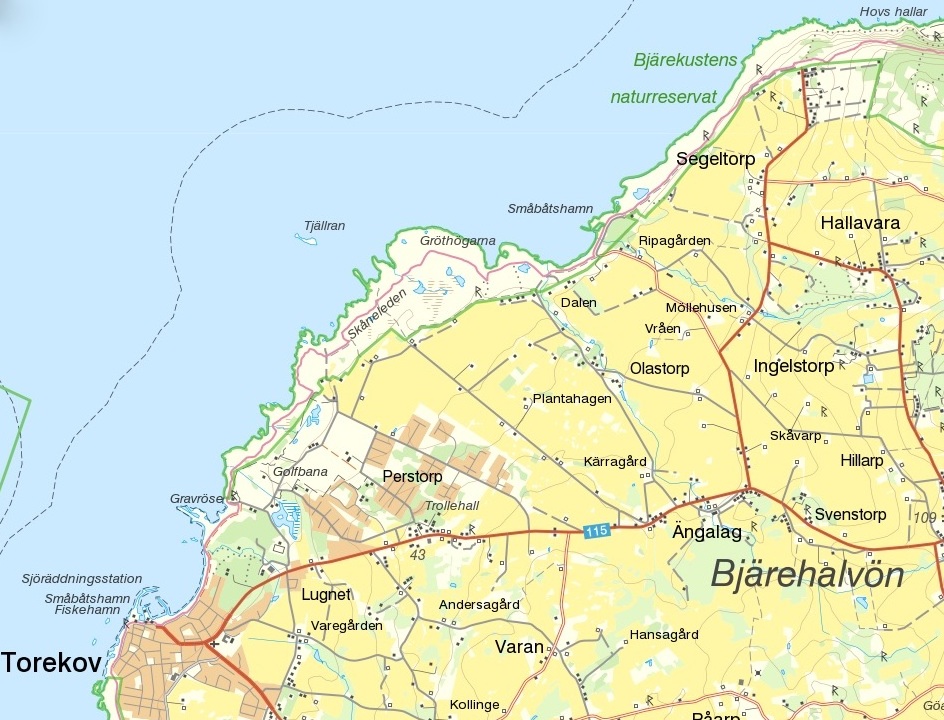 Hovs hallar
Bjärekustens
naturreservat
Segeltorp
Småbåtshamn
Hallavara
Tjällran
Gröthögarna
Ripagården
Skåneleden
Dalen
Möllehusen
Vråen
Olastorp
Ingelstorp
Plantahagen
Skåvarp
Kärragård
Hillarp
Golfbana
Perstorp
Gravröse
Trollehall
Svenstorp
109
115
Ängalag
43
Bjärehalvön
Sjöräddningsstation
Småbåtshamn
Fiskehamn
Lugnet
Andersagård
Varegården
Hansagård
Varan
Torekov
Kollinge